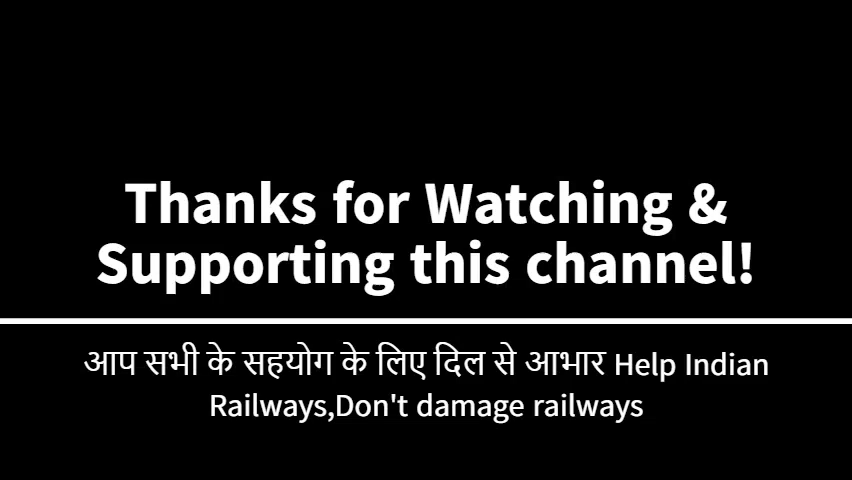 Thanks for Watching &
Supporting this channel!
आप सभी के सहयोग के लिए दिल से आभार Help Indian
Railways,Don't damage railways